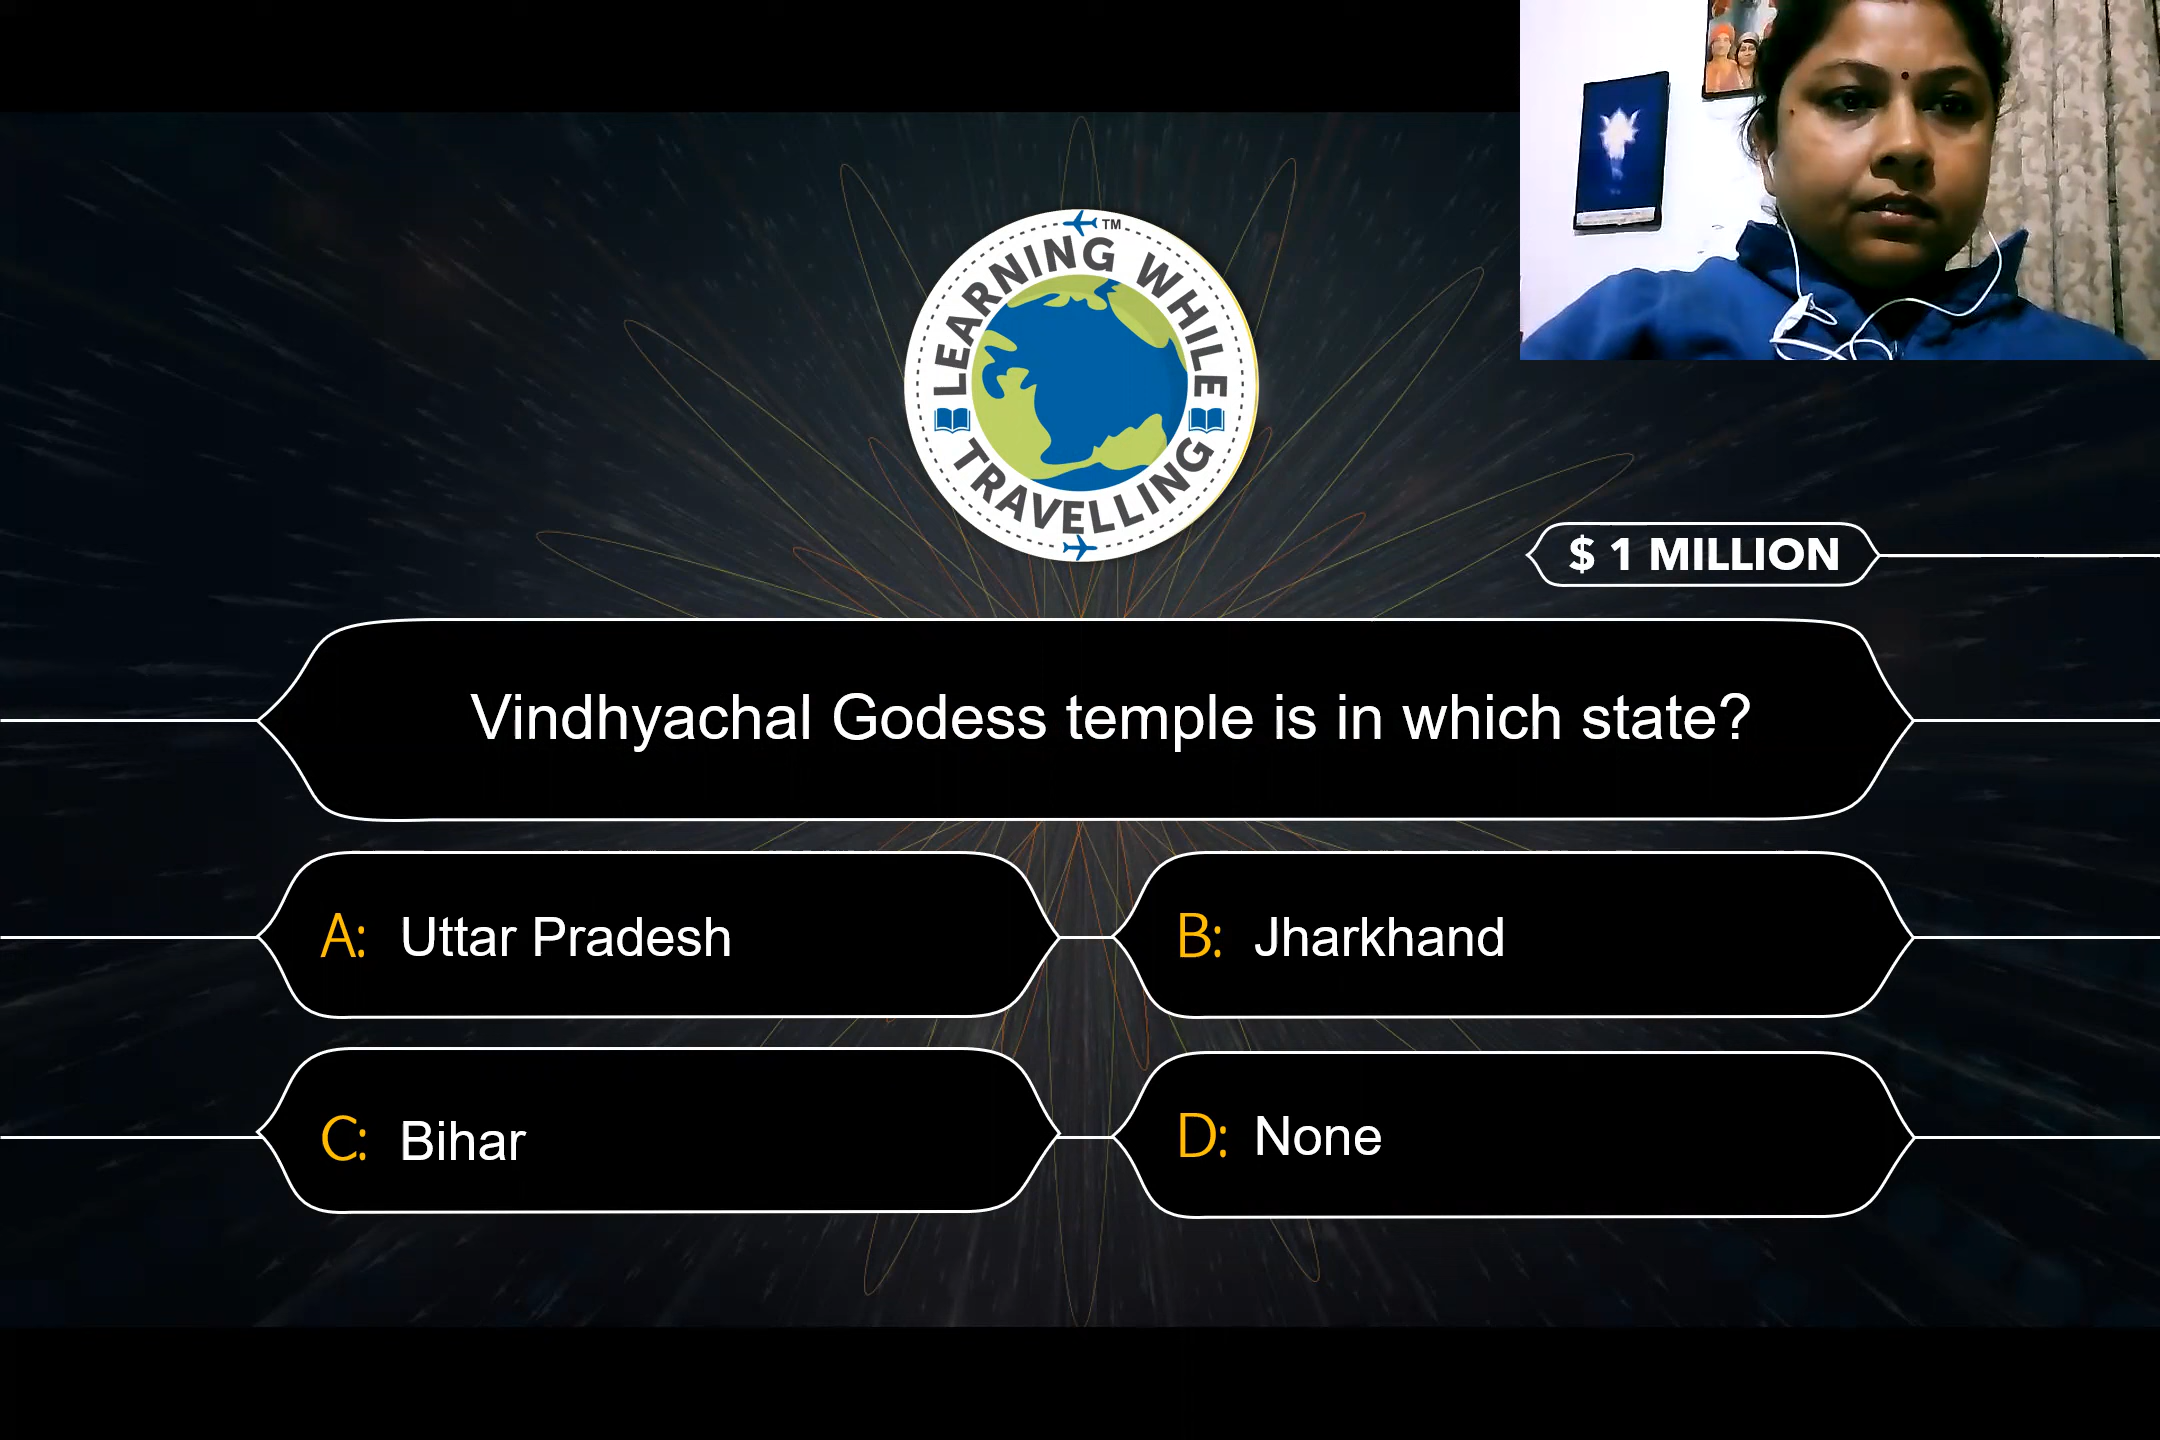 LEARNING WHILE
TRAVELLING
TM
$ 1 MILLION
Vindhyachal Godess temple is in which state?
A: Uttar Pradesh
B: Jharkhand
C: Bihar
D: None